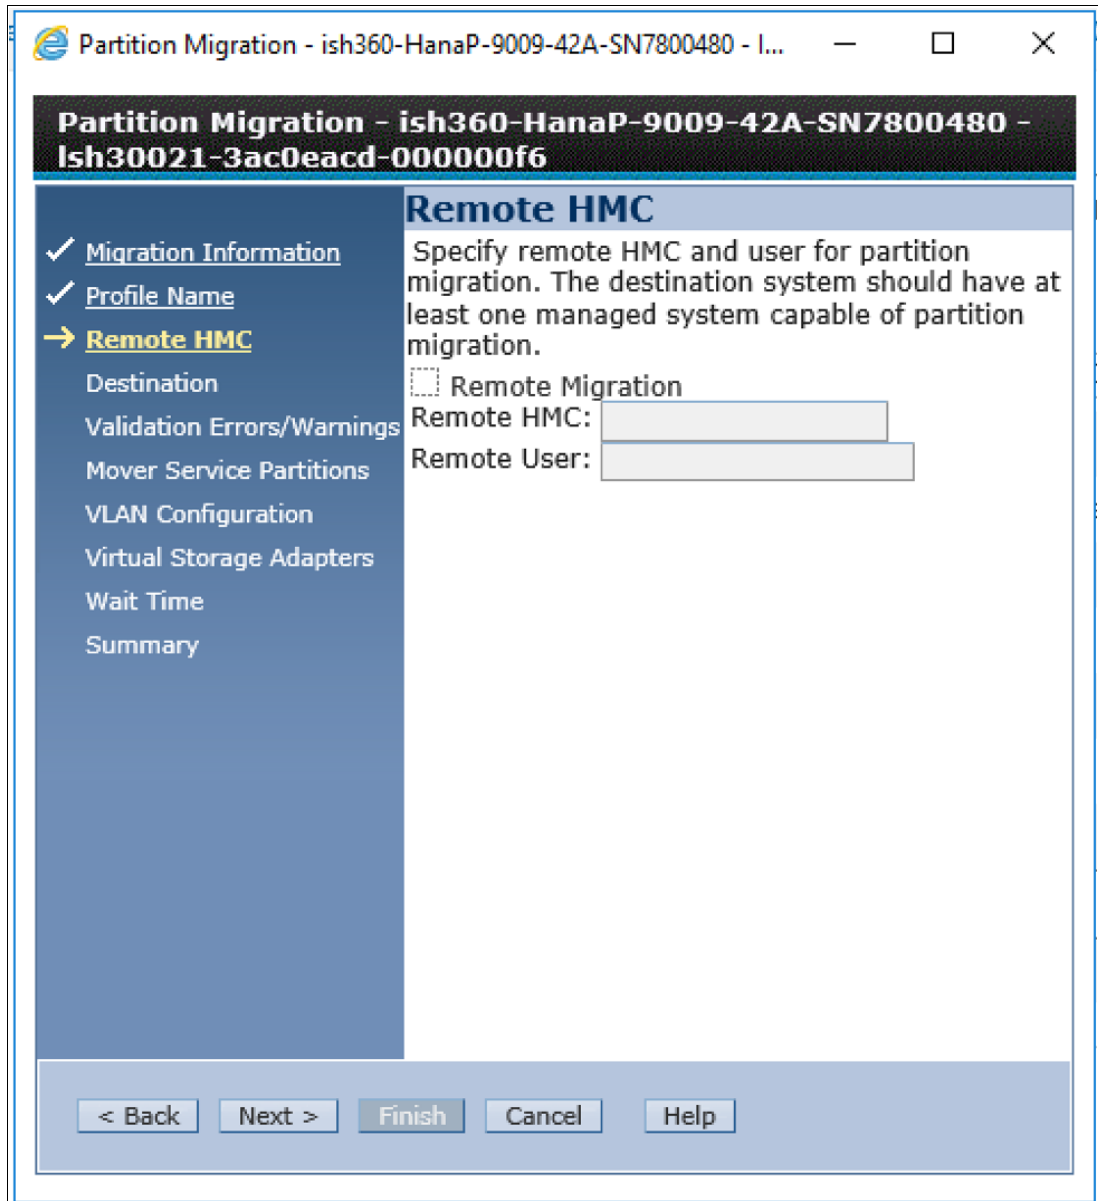 Partition Migration - ish360-HanaP-9009-42A-SN7800480 - I...
Partition Migration - ish360-HanaP-9009-42A-SN7800480 -
lsh30021-3ac0eacd-000000f6
Migration Information
Profile Name
Remote HMC
Destination
Validation Errors/Warnings
Mover Service Partitions
VLAN Configuration
Virtual Storage Adapters
Wait Time
Summary
Remote HMC
Specify remote HMC and user for partition
migration. The destination system should have at
least one managed system capable of partition
migration.
Remote Migration
Remote HMC:
Remote User:
< Back Next > Finish Cancel Help